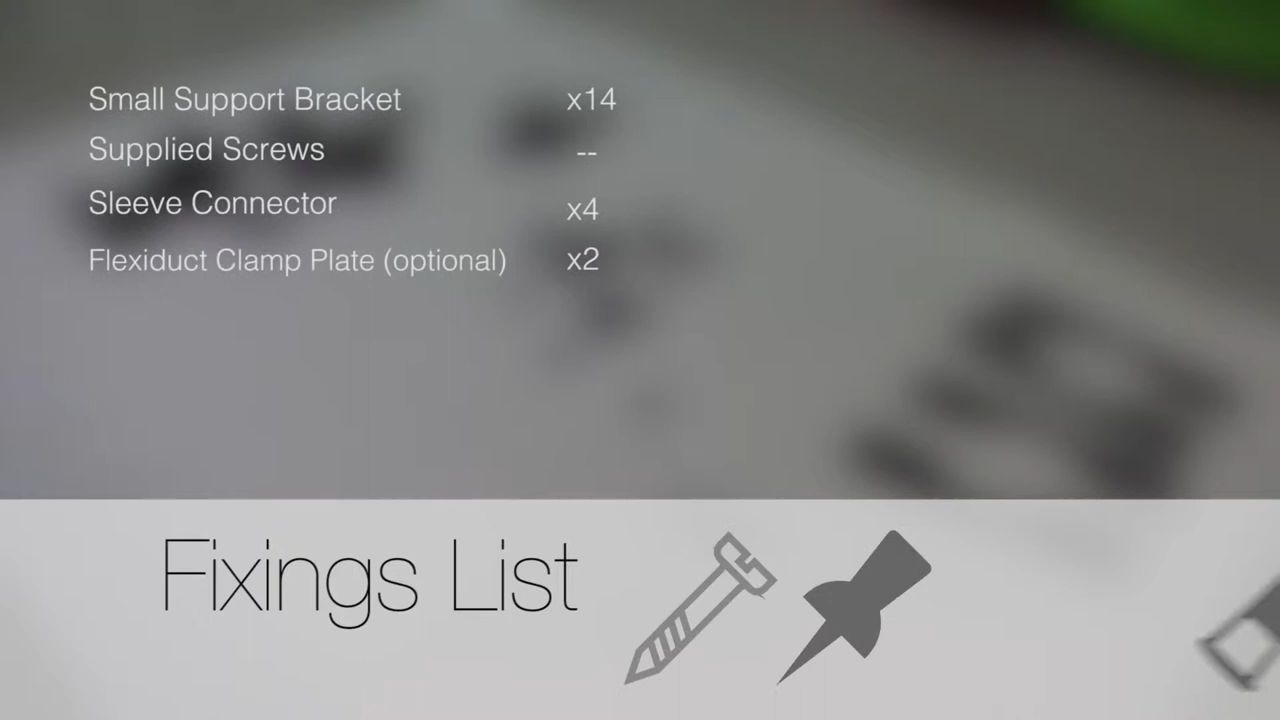 Small Support Bracket x14
Supplied Screws --
Sleeve Connector x4
Flexiduct Clamp Plate (optional) x2
Fixings List